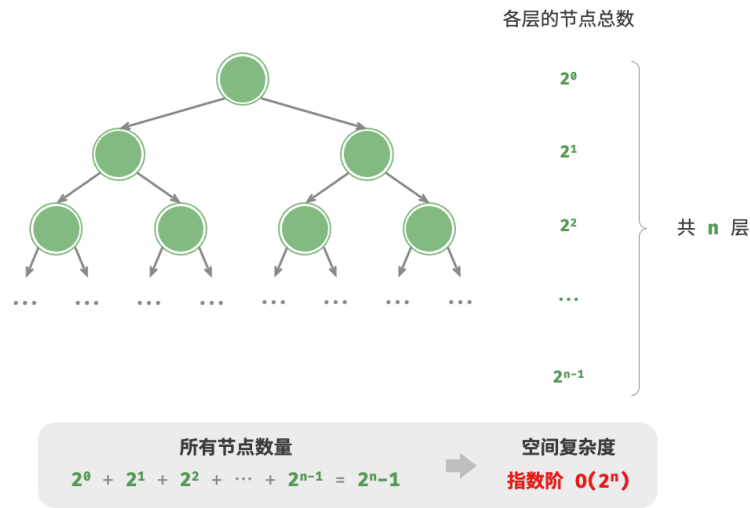 各层的节点总数
2⁰
2¹
2²
共 n 层
... ... ... ... ... ... ... ... ...
2ⁿ⁻¹
所有节点数量
空间复杂度
2⁰ + 2¹ + 2² + ... + 2ⁿ⁻¹ = 2ⁿ-1
指数阶 O(2ⁿ)